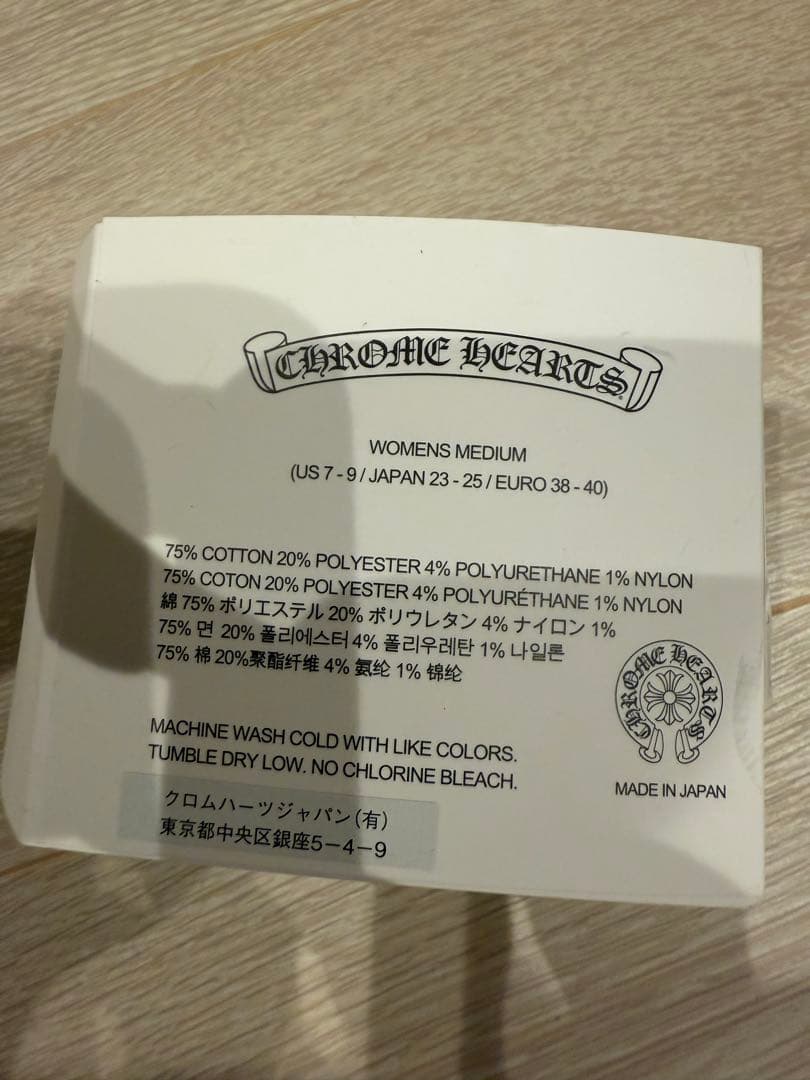 CHROME HEARTS
WOMENS MEDIUM
(US 7 - 9 / JAPAN 23 - 25 / EURO 38 - 40)
75% COTTON 20% POLYESTER 4% POLYURETHANE 1% NYLON
75% COTON 20% POLYESTER 4% POLYURÉTHANE 1% NYLON
綿 75% ポリエステル 20% ポリウレタン 4% ナイロン 1%
75% 면 20% 폴리에스터 4% 폴리우레탄 1% 나일론
75% 棉 20%聚酯纤维 4% 氨纶 1% 锦纶
CHROME HEARTS
MACHINE WASH COLD WITH LIKE COLORS.
TUMBLE DRY LOW. NO CHLORINE BLEACH.
MADE IN JAPAN
クロムハーツジャパン(有)
東京都中央区銀座5-4-9